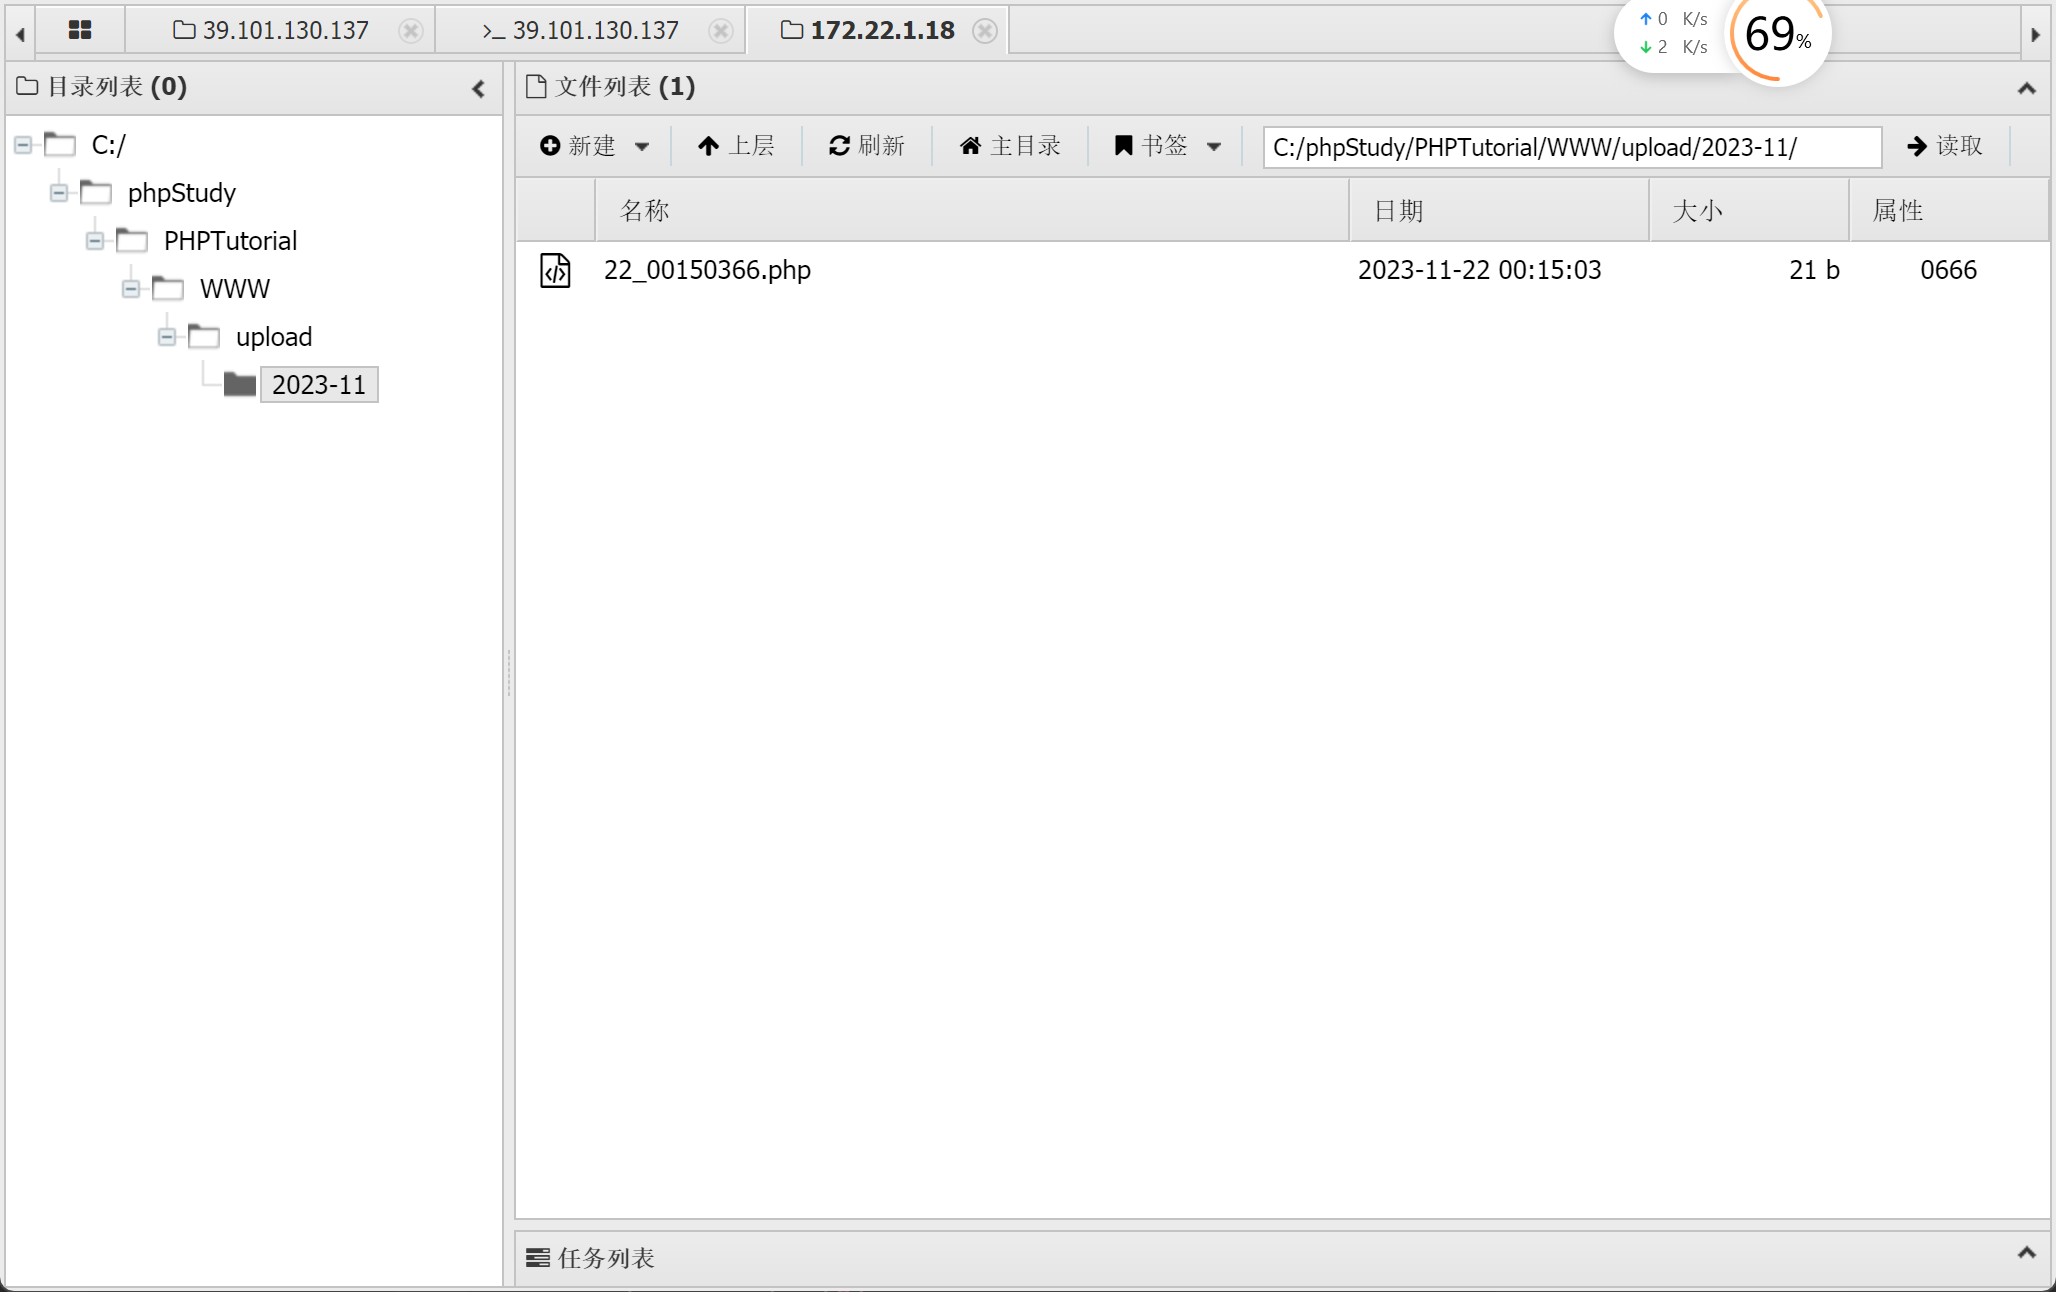 39.101.130.137
>_ 39.101.130.137
172.22.1.18
↑ 0 K/s
↓ 2 K/s
69%
目录列表 (0)
C:/
phpStudy
PHPTutorial
WWW
upload
2023-11
文件列表 (1)
新建 上层 刷新 主目录 书签 C:/phpStudy/PHPTutorial/WWW/upload/2023-11/ 读取
名称 日期 大小 属性
22_00150366.php 2023-11-22 00:15:03 21 b 0666
任务列表